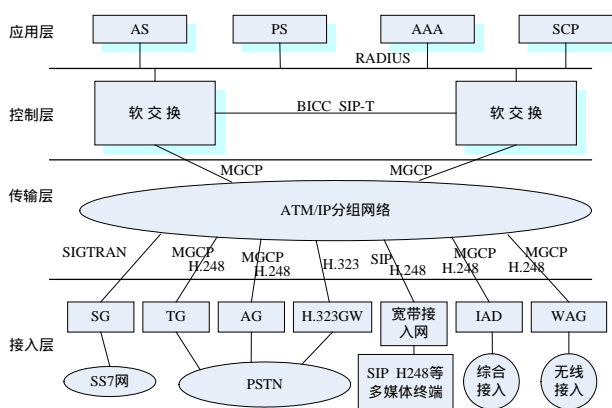 应用层
AS
PS
AAA
SCP
RADIUS
控制层
软交换
BICC SIP-T
软交换
MGCP
MGCP
传输层
ATM/IP分组网络
SIGTRAN
MGCP
H.248
MGCP
H.248
H.323
SIP
H.248
MGCP
H.248
MGCP
H.248
接入层
SG
TG
AG
H.323GW
宽带接
入网
IAD
WAG
SS7网
PSTN
SIP H248等
多媒体终端
综合
接入
无线
接入